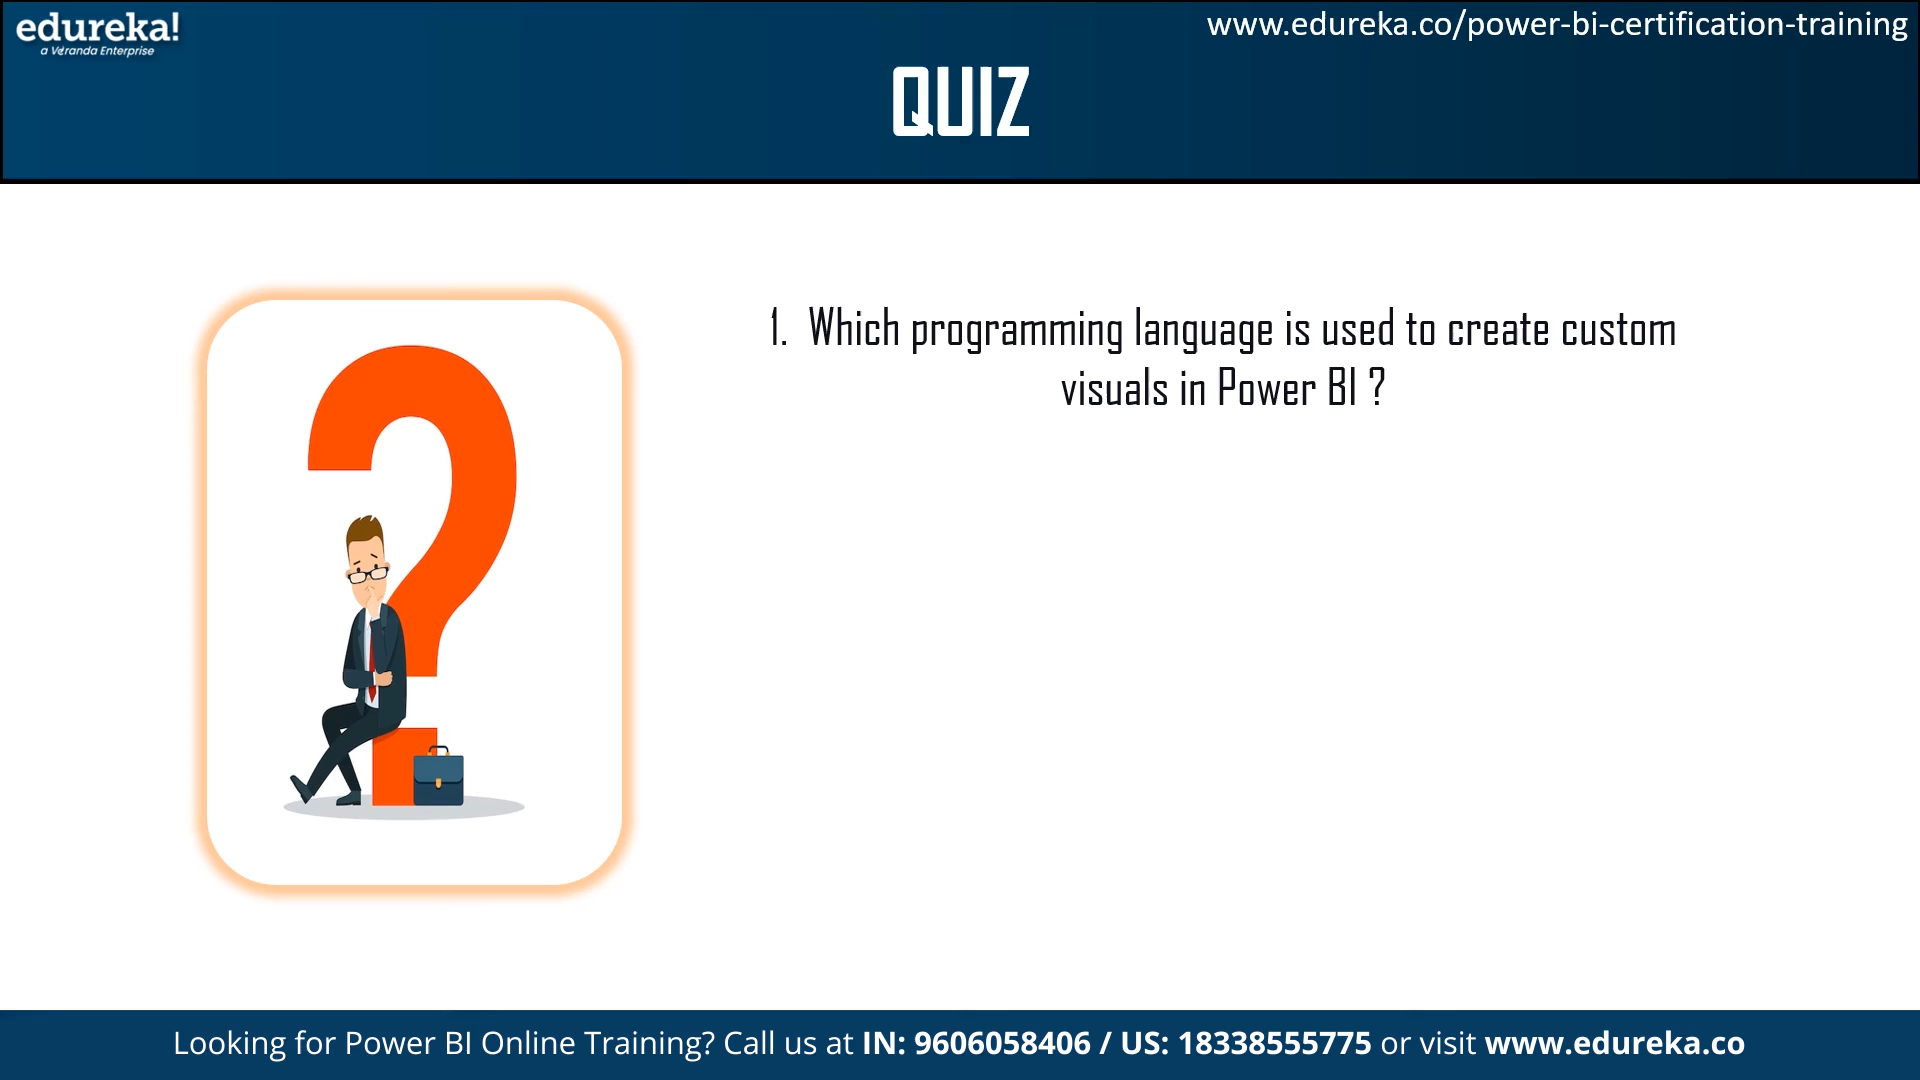 edureka!
a Veranda Enterprise
www.edureka.co/power-bi-certification-training
QUIZ
1. Which programming language is used to create custom
visuals in Power BI ?
Looking for Power BI Online Training? Call us at IN: 9606058406 / US: 18338555775 or visit www.edureka.co